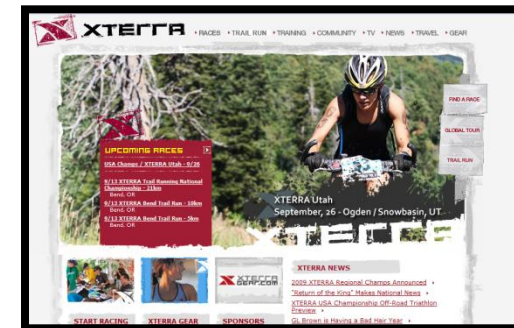 XTERRA
RACES TRAIL RUN TRAINING COMMUNITY TV NEWS TRAVEL GEAR
FIND A RACE
GLOBAL TOUR
TRAIL RUN
UPCOMING RACES
USA Champs / XTERRA Utah - 9/26
9/13 XTERRA Trail Running National
Championship - 21km
Bend, OR
9/13 XTERRA Bend Trail Run - 10km
Bend, OR
9/13 XTERRA Bend Trail Run - 5km
Bend, OR
XTERRA Utah
September, 26 - Ogden / Snowbasin, UT
XTERRA
XTERRA
GEAR.COM
XTERRA NEWS
2009 XTERRA Regional Champs Announced
"Return of the King" Makes National News
XTERRA USA Championship Off-Road Triathlon
Preview
GL Brown is Having a Bad Hair Year
START RACING
XTERRA GEAR
SPONSORS